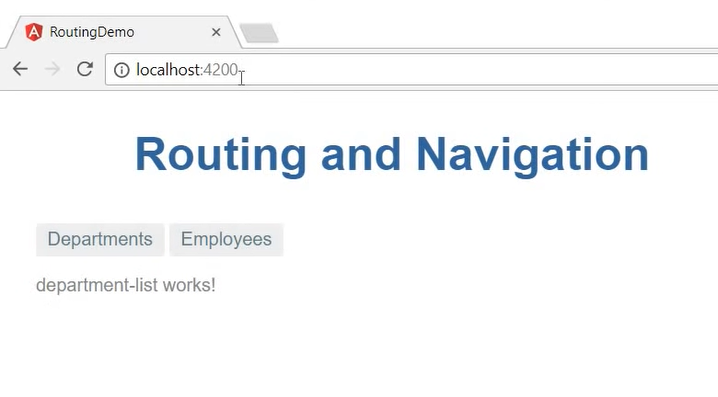 RoutingDemo
localhost:4200
Routing and Navigation
Departments Employees
department-list works!